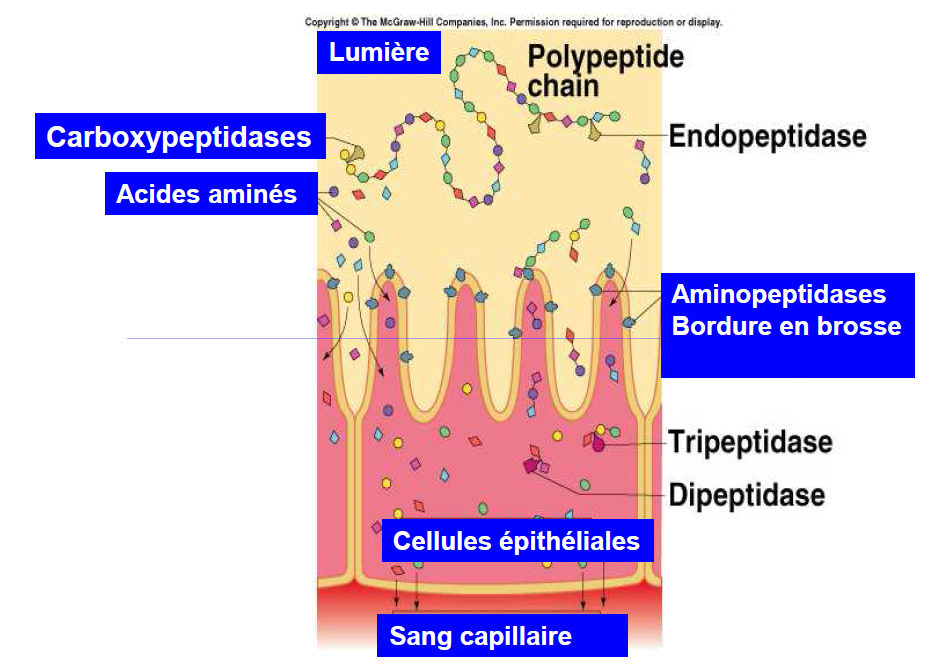 Copyright © The McGraw-Hill Companies, Inc. Permission required for reproduction or display.
Lumière
Polypeptide
chain
Carboxypeptidases
Endopeptidase
Acides aminés
Aminopeptidases
Bordure en brosse
Tripeptidase
Dipeptidase
Cellules épithéliales
Sang capillaire